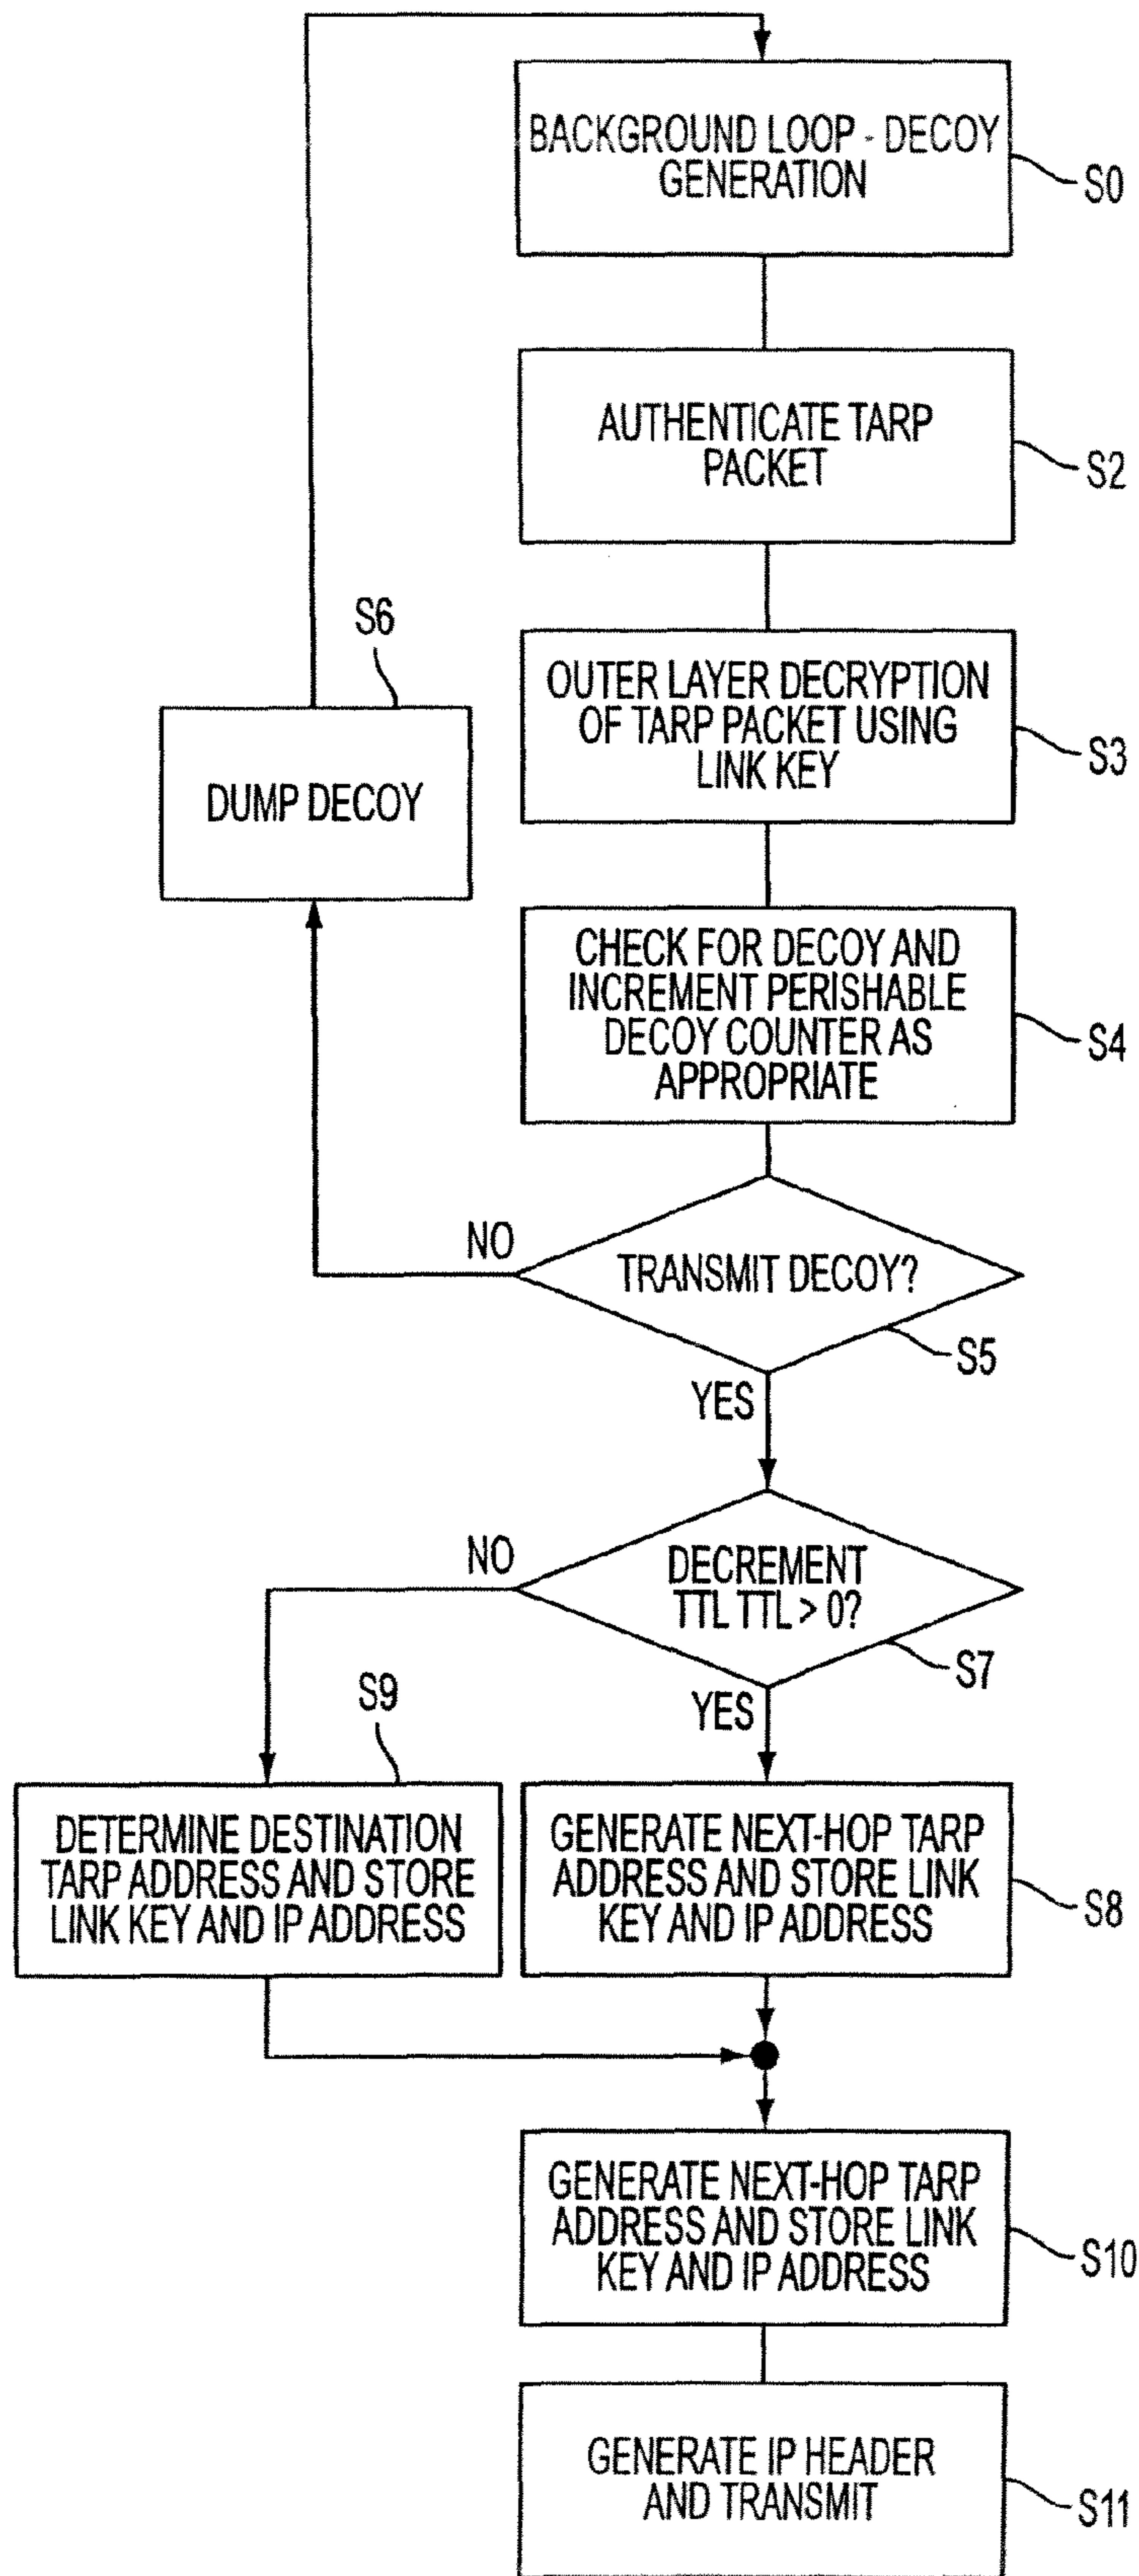 BACKGROUND LOOP - DECOY
GENERATION
S0
AUTHENTICATE TARP
PACKET
S2
OUTER LAYER DECRYPTION
OF TARP PACKET USING
LINK KEY
S3
S6
DUMP DECOY
CHECK FOR DECOY AND
INCREMENT PERISHABLE
DECOY COUNTER AS
APPROPRIATE
S4
NO
TRANSMIT DECOY?
S5
YES
NO
DECREMENT
TTL TTL > 0?
S7
YES
S9
DETERMINE DESTINATION
TARP ADDRESS AND STORE
LINK KEY AND IP ADDRESS
GENERATE NEXT-HOP TARP
ADDRESS AND STORE LINK
KEY AND IP ADDRESS
S8
GENERATE NEXT-HOP TARP
ADDRESS AND STORE LINK
KEY AND IP ADDRESS
S10
GENERATE IP HEADER
AND TRANSMIT
S11